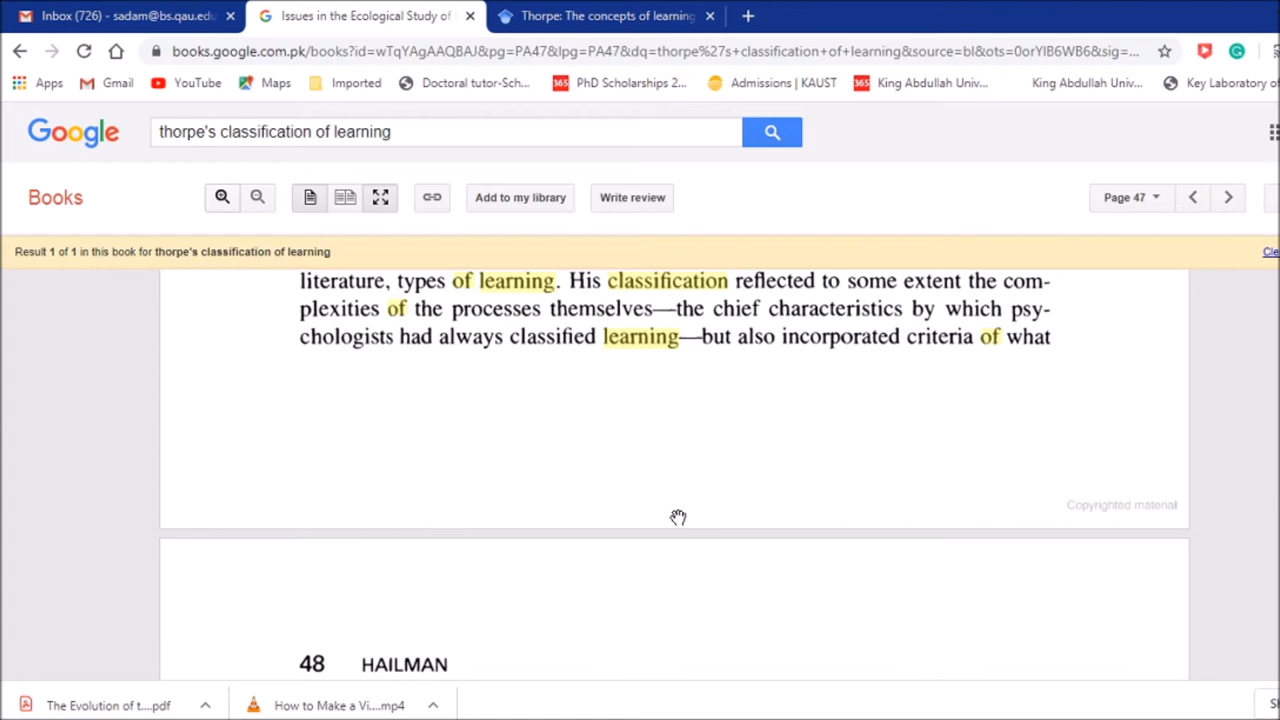 Inbox (726) - sadam@bs.qau.edu
Issues in the Ecological Study of
Thorpe: The concepts of learning
books.google.com.pk/books?id=wTqYAgAAQBAJ&pg=PA47&lpg=PA47&dq=thorpe%27s+classification+of+learning&source=bl&ots=0orYlB6WB6&sig=...
Apps Gmail YouTube Maps Imported Doctoral tutor-Sch... 365 PhD Scholarships 2... Admissions | KAUST 365 King Abdullah Univ... King Abdullah Univ... Key Laboratory of
Google thorpe's classification of learning
Books Add to my library Write review Page 47
Result 1 of 1 in this book for thorpe's classification of learning Cle
literature, types of learning. His classification reflected to some extent the com-
plexities of the processes themselves—the chief characteristics by which psy-
chologists had always classified learning—but also incorporated criteria of what
Copyrighted material
48 HAILMAN
The Evolution of t....pdf How to Make a Vi....mp4